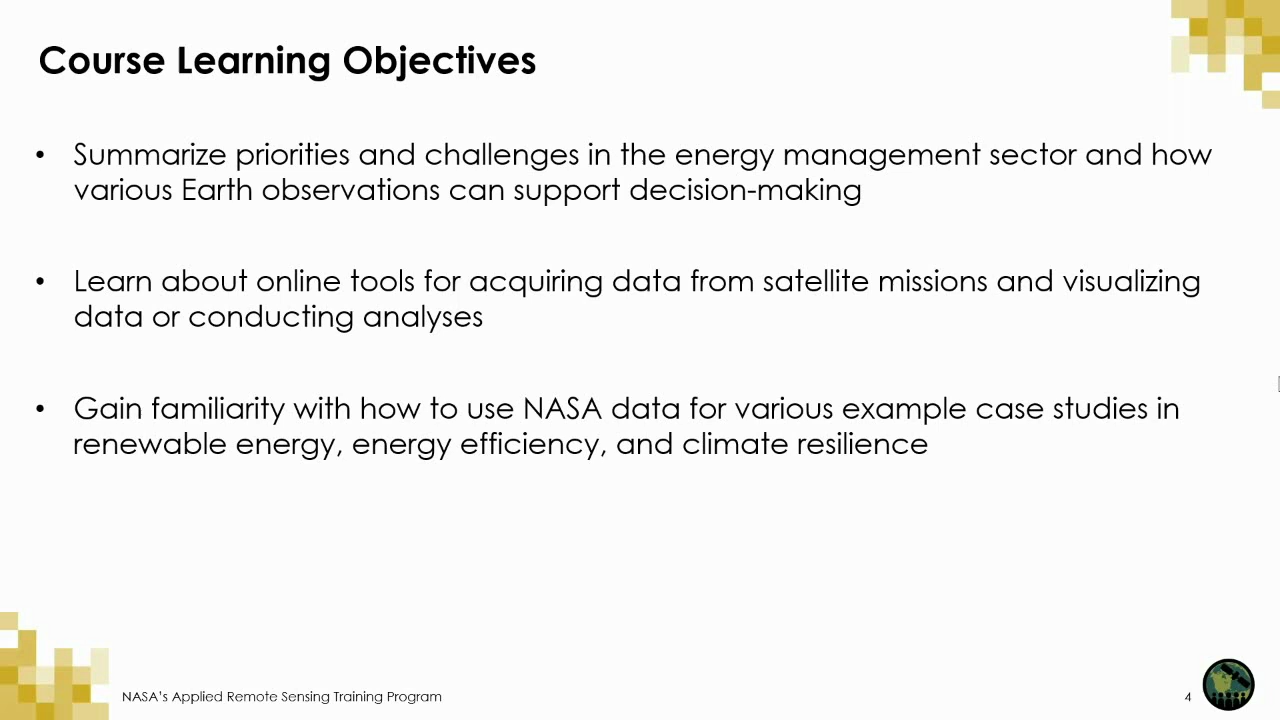 Course Learning Objectives
• Summarize priorities and challenges in the energy management sector and how
various Earth observations can support decision-making
• Learn about online tools for acquiring data from satellite missions and visualizing
data or conducting analyses
• Gain familiarity with how to use NASA data for various example case studies in
renewable energy, energy efficiency, and climate resilience
NASA's Applied Remote Sensing Training Program
4